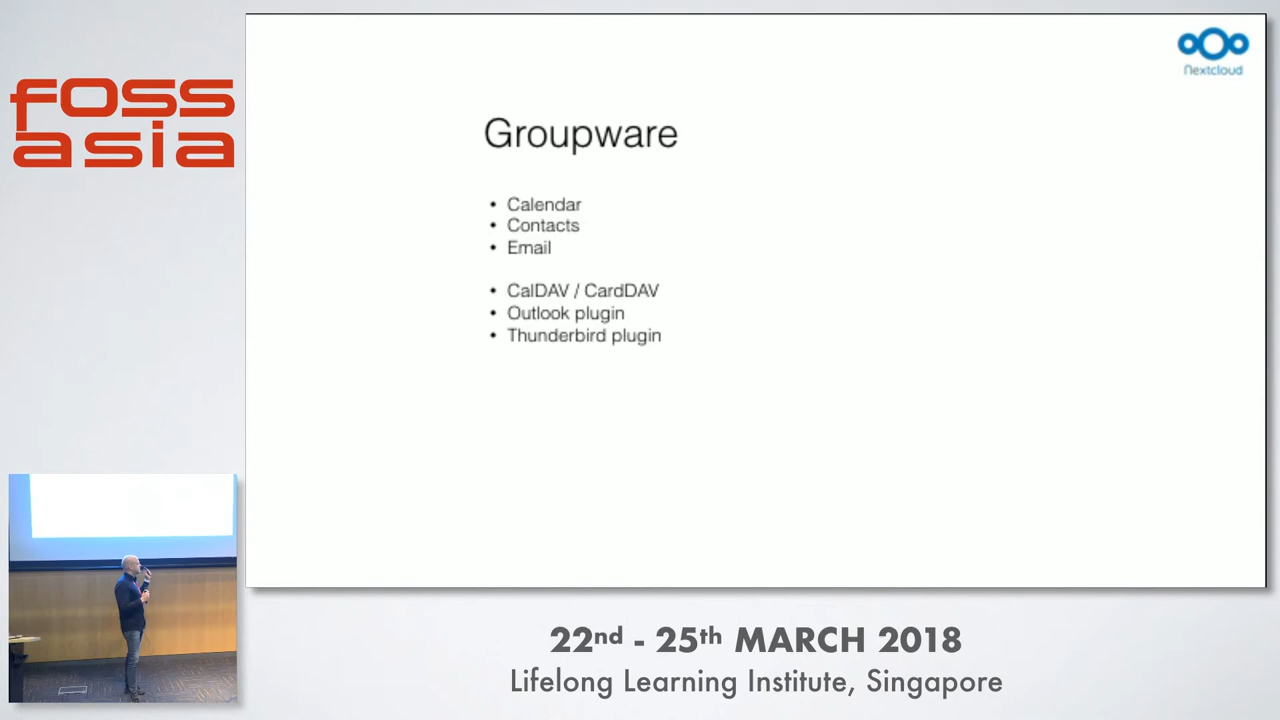 foss
asia
nextcloud
Groupware
• Calendar
• Contacts
• Email
• CalDAV / CardDAV
• Outlook plugin
• Thunderbird plugin
22nd - 25th MARCH 2018
Lifelong Learning Institute, Singapore